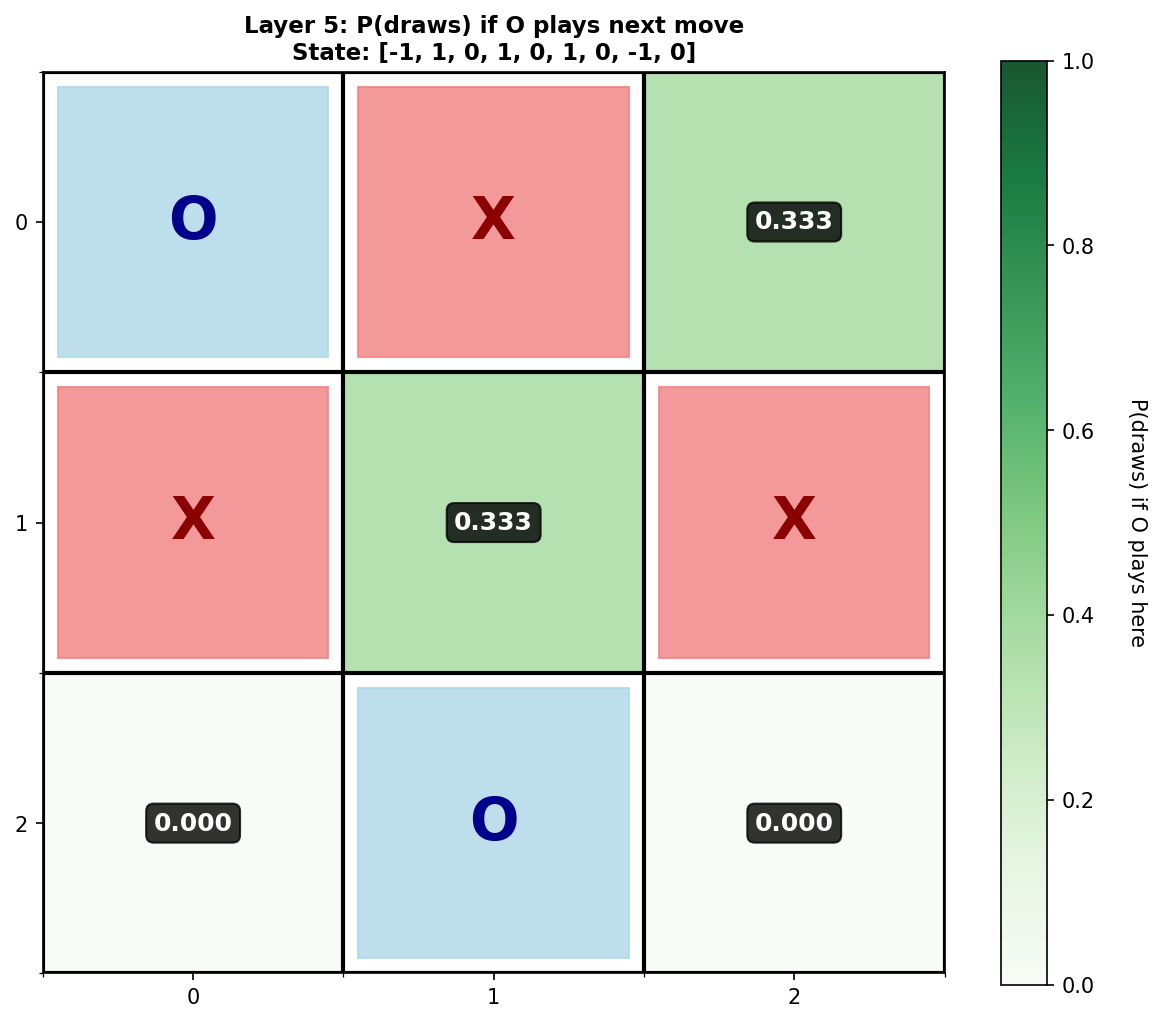 Layer 5: P(draws) if O plays next move
State: [-1, 1, 0, 1, 0, 1, 0, -1, 0]
0
O
X
0.333
1
X
0.333
X
2
0.000
O
0.000
0
1
2
1.0
0.8
0.6
0.4
0.2
0.0
P(draws) if O plays here